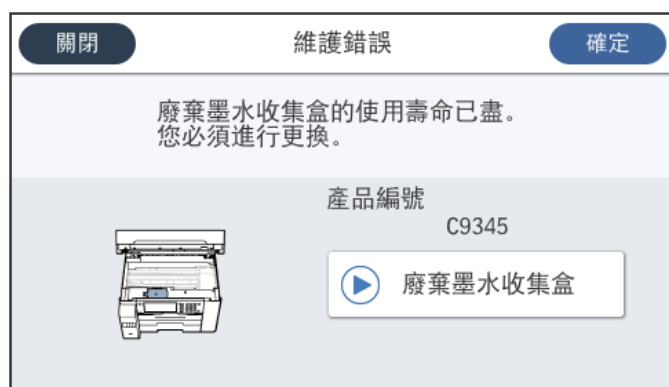 關閉
維護錯誤
確定
廢棄墨水收集盒的使用壽命已盡。
您必須進行更換。
產品編號
C9345
廢棄墨水收集盒